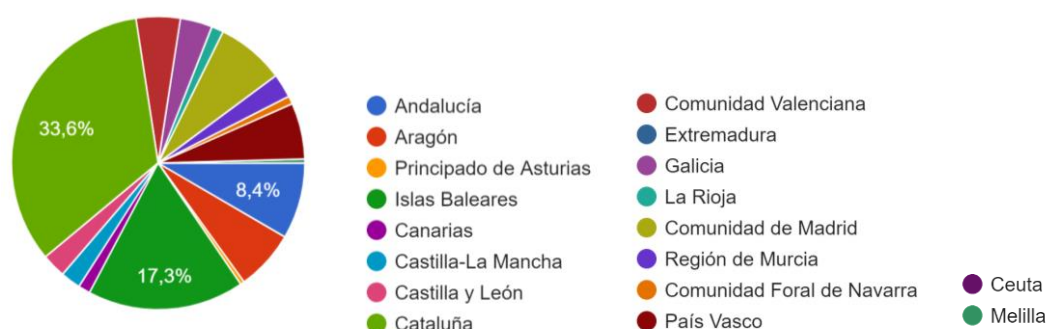 33,6%
8,4%
17,3%
Andalucía
Aragón
Principado de Asturias
Islas Baleares
Canarias
Castilla-La Mancha
Castilla y León
Cataluña
Comunidad Valenciana
Extremadura
Galicia
La Rioja
Comunidad de Madrid
Región de Murcia
Comunidad Foral de Navarra
País Vasco
Ceuta
Melilla